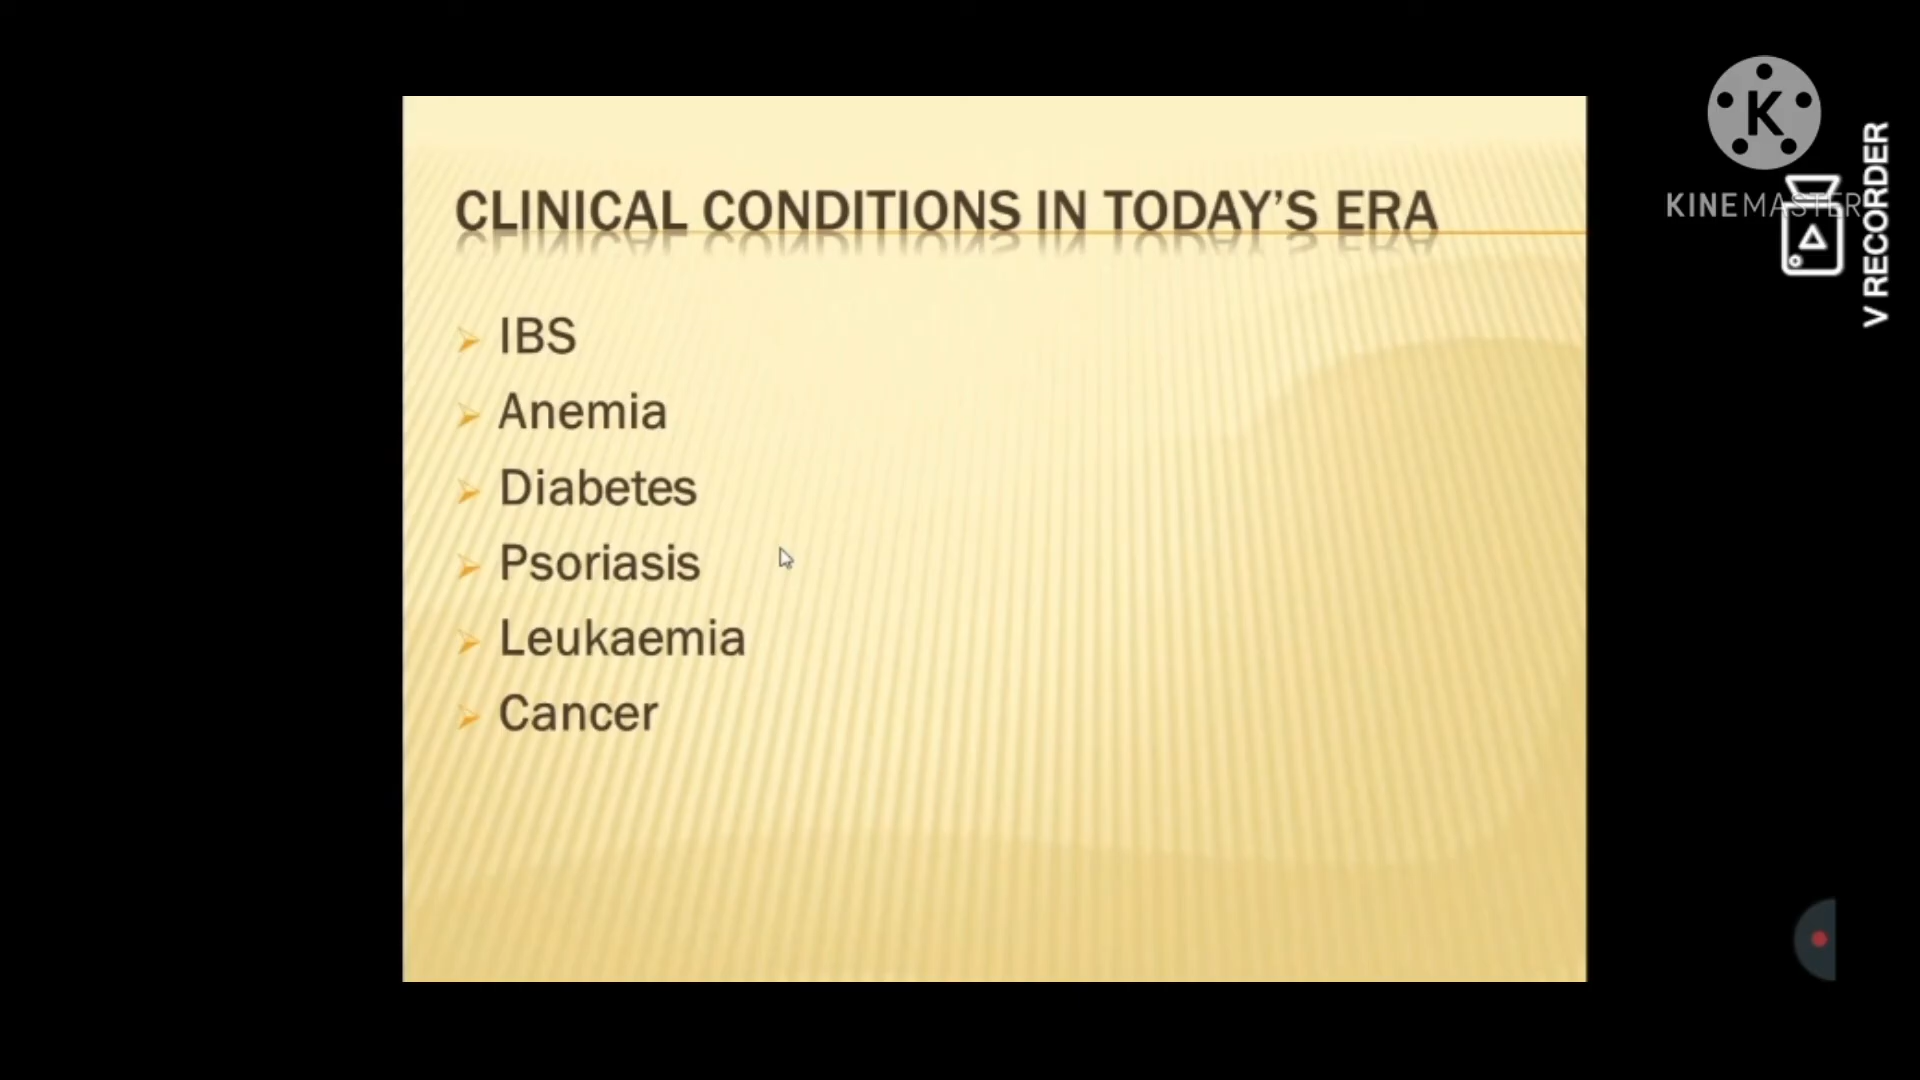 CLINICAL CONDITIONS IN TODAY'S ERA
IBS
Anemia
Diabetes
Psoriasis
Leukaemia
Cancer
K
KINEMASTER
V RECORDER